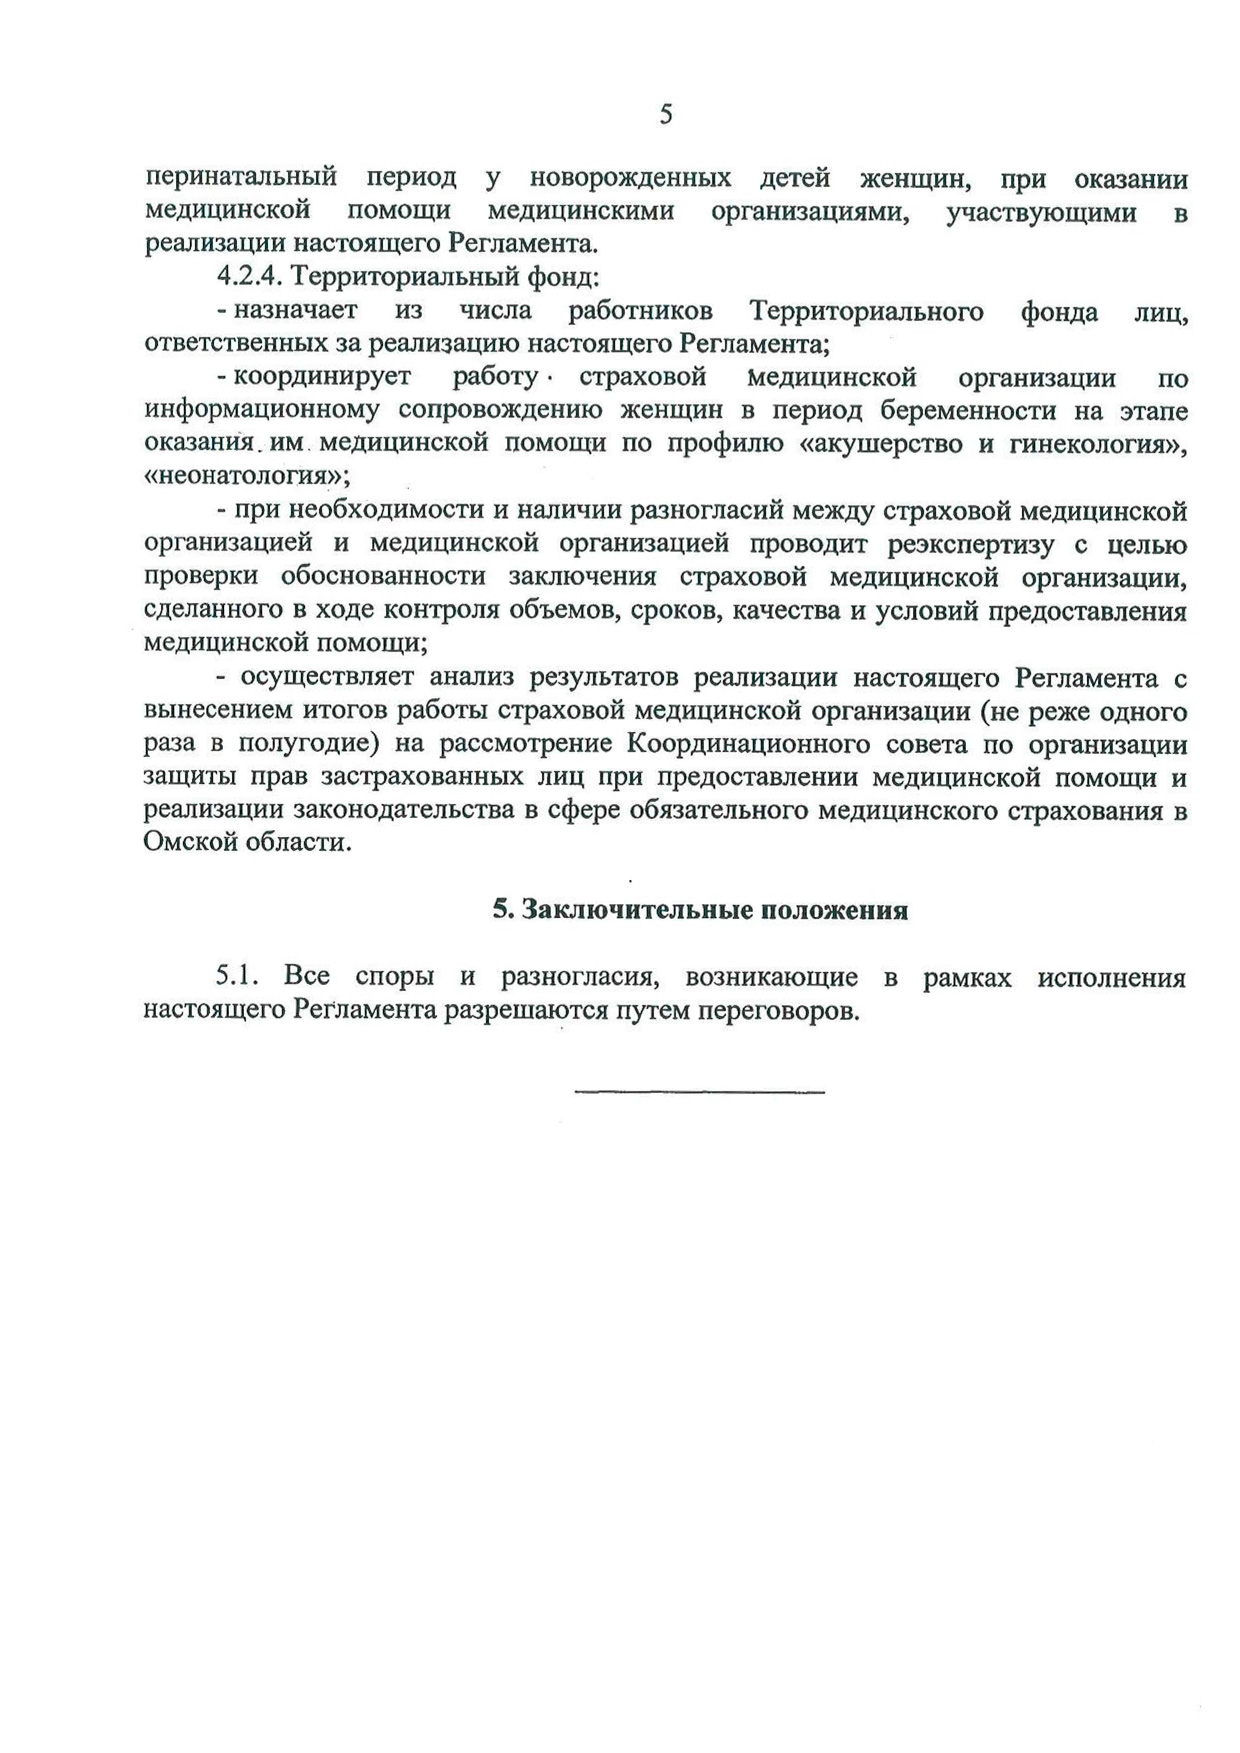 5
перинатальный период у новорожденных детей женщин, при оказании
медицинской помощи медицинскими организациями, участвующими в
реализации настоящего Регламента.
4.2.4. Территориальный фонд:
- назначает из числа работников Территориального фонда лиц,
ответственных за реализацию настоящего Регламента;
- координирует работу страховой медицинской организации по
информационному сопровождению женщин в период беременности на этапе
оказания им медицинской помощи по профилю «акушерство и гинекология»,
«неонатология»;
- при необходимости и наличии разногласий между страховой медицинской
организацией и медицинской организацией проводит реэкспертизу с целью
проверки обоснованности заключения страховой медицинской организации,
сделанного в ходе контроля объемов, сроков, качества и условий предоставления
медицинской помощи;
- осуществляет анализ результатов реализации настоящего Регламента с
вынесением итогов работы страховой медицинской организации (не реже одного
раза в полугодие) на рассмотрение Координационного совета по организации
защиты прав застрахованных лиц при предоставлении медицинской помощи и
реализации законодательства в сфере обязательного медицинского страхования в
Омской области.
5. Заключительные положения
5.1. Все споры и разногласия, возникающие в рамках исполнения
настоящего Регламента разрешаются путем переговоров.